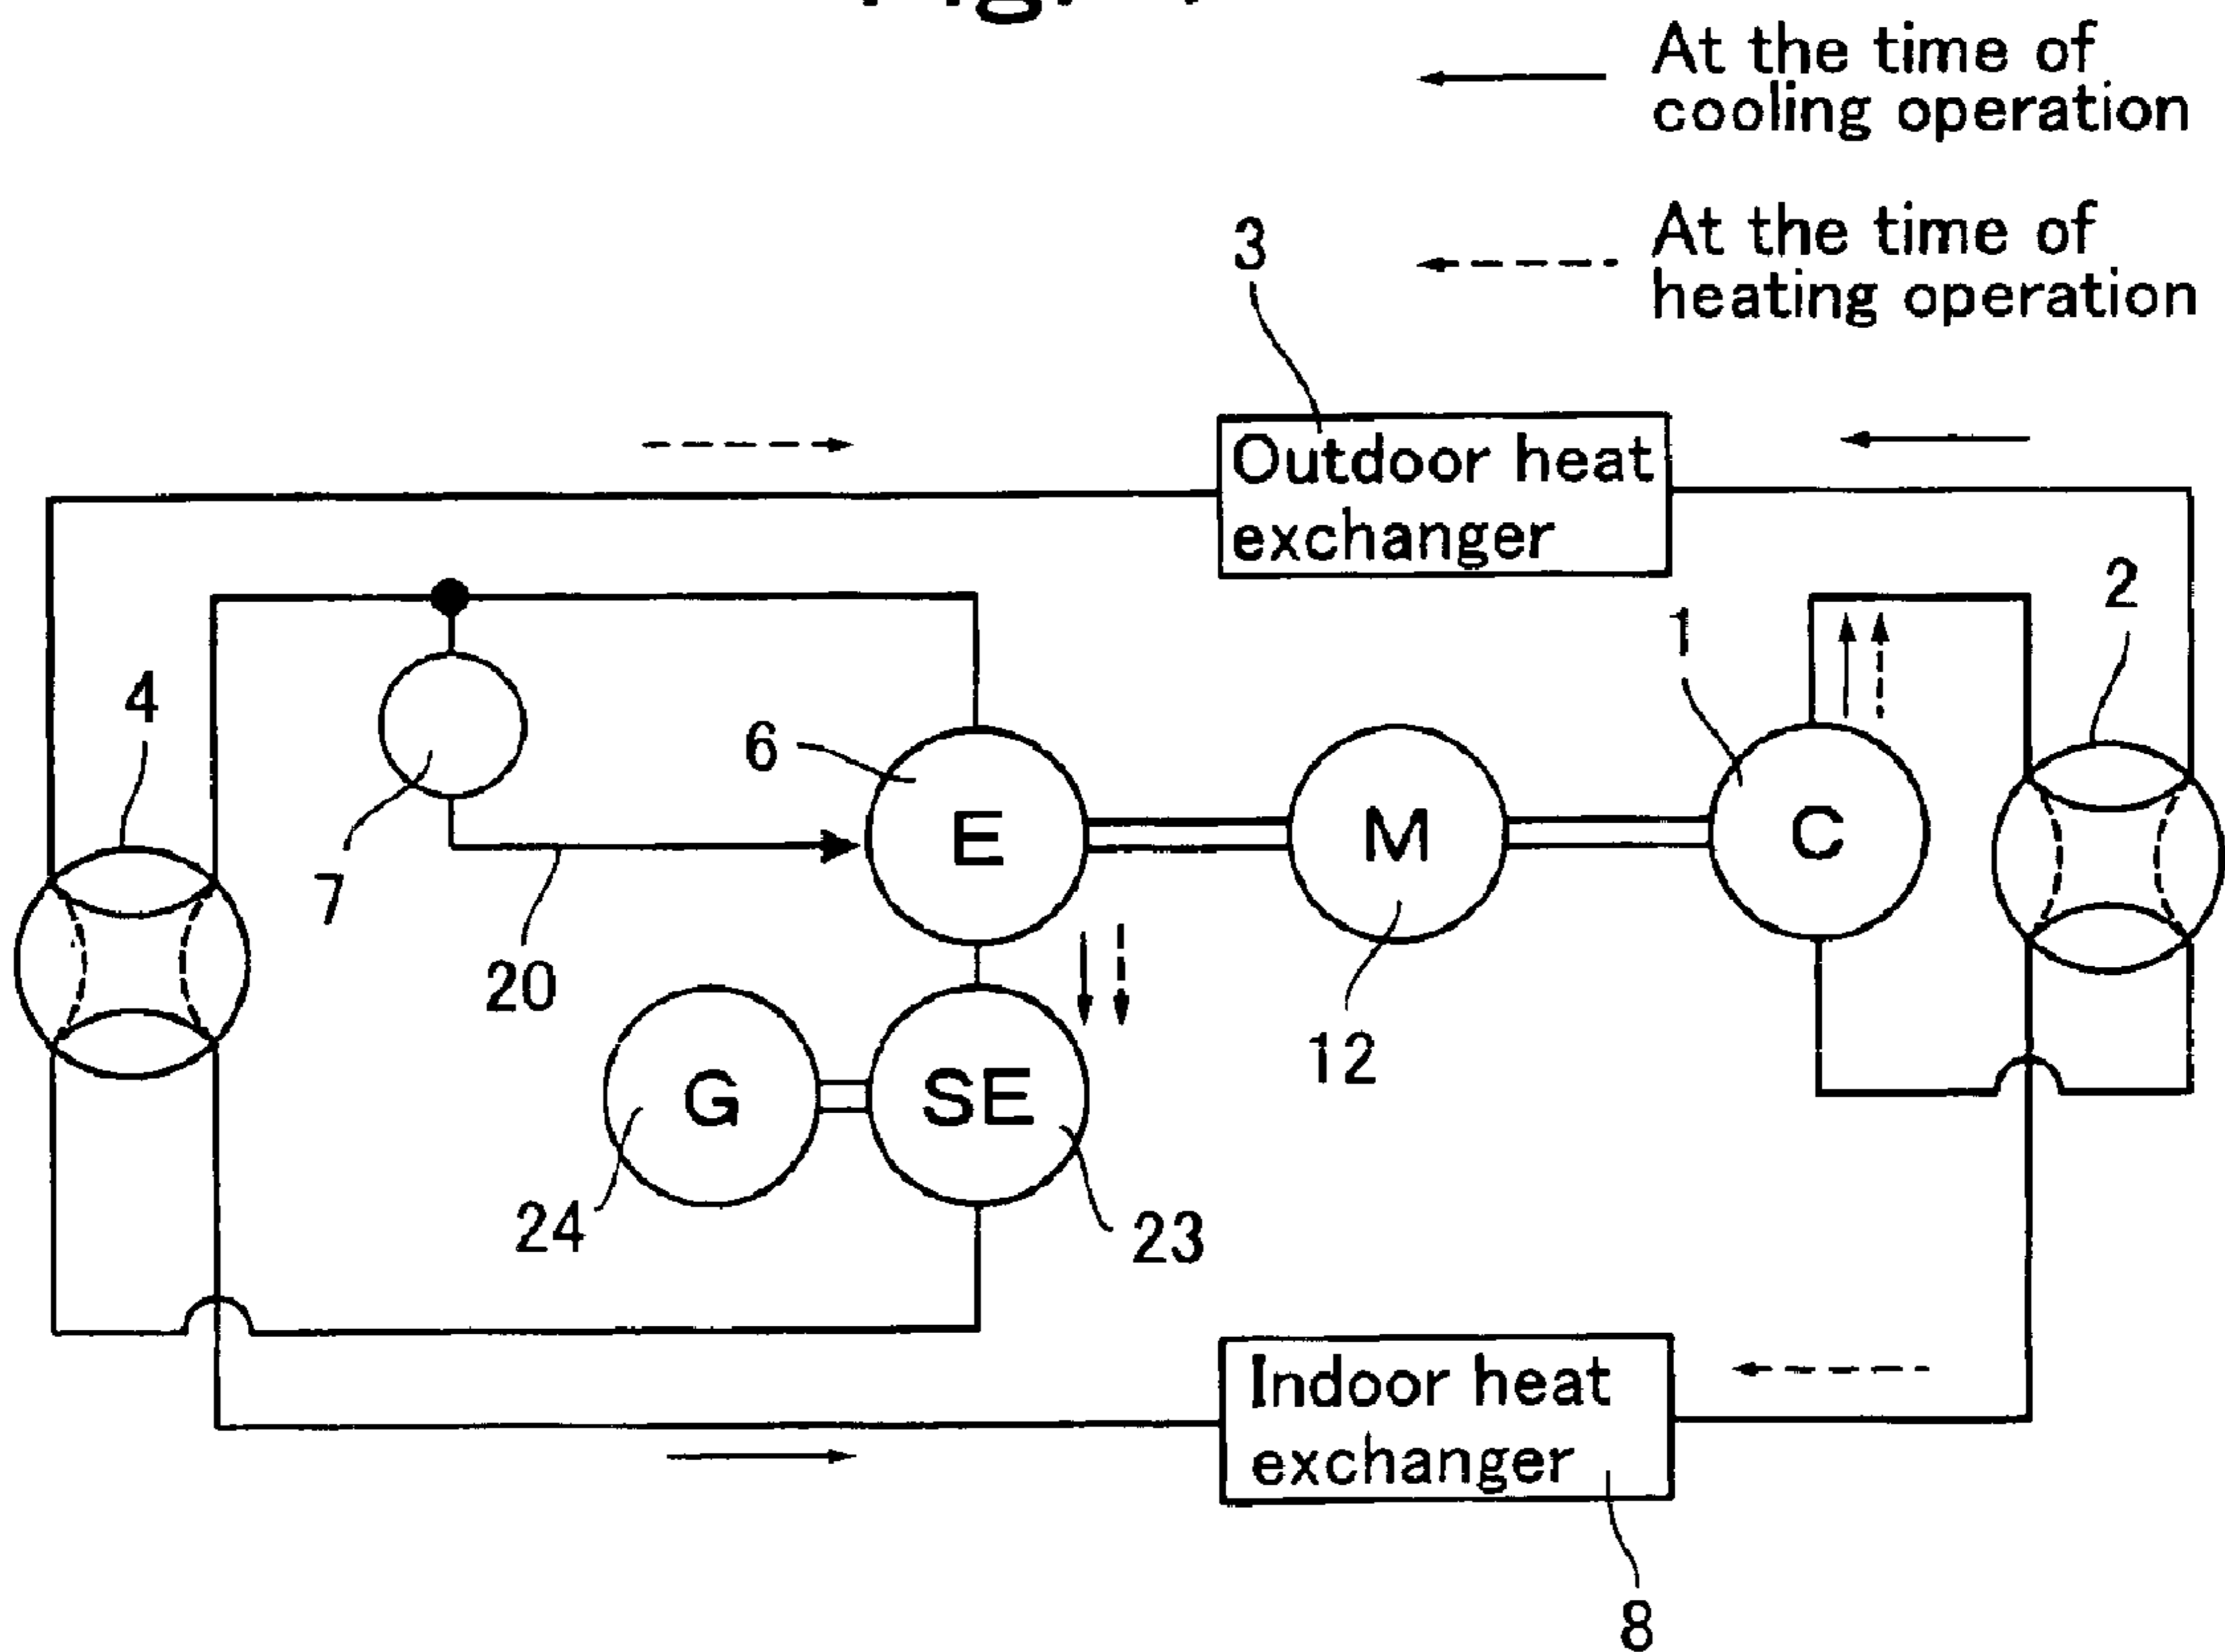 At the time of
cooling operation
3
At the time of
heating operation
Outdoor heat
exchanger
2
1
4
6
7
E
M
C
20
12
G
SE
24
23
Indoor heat
exchanger
8